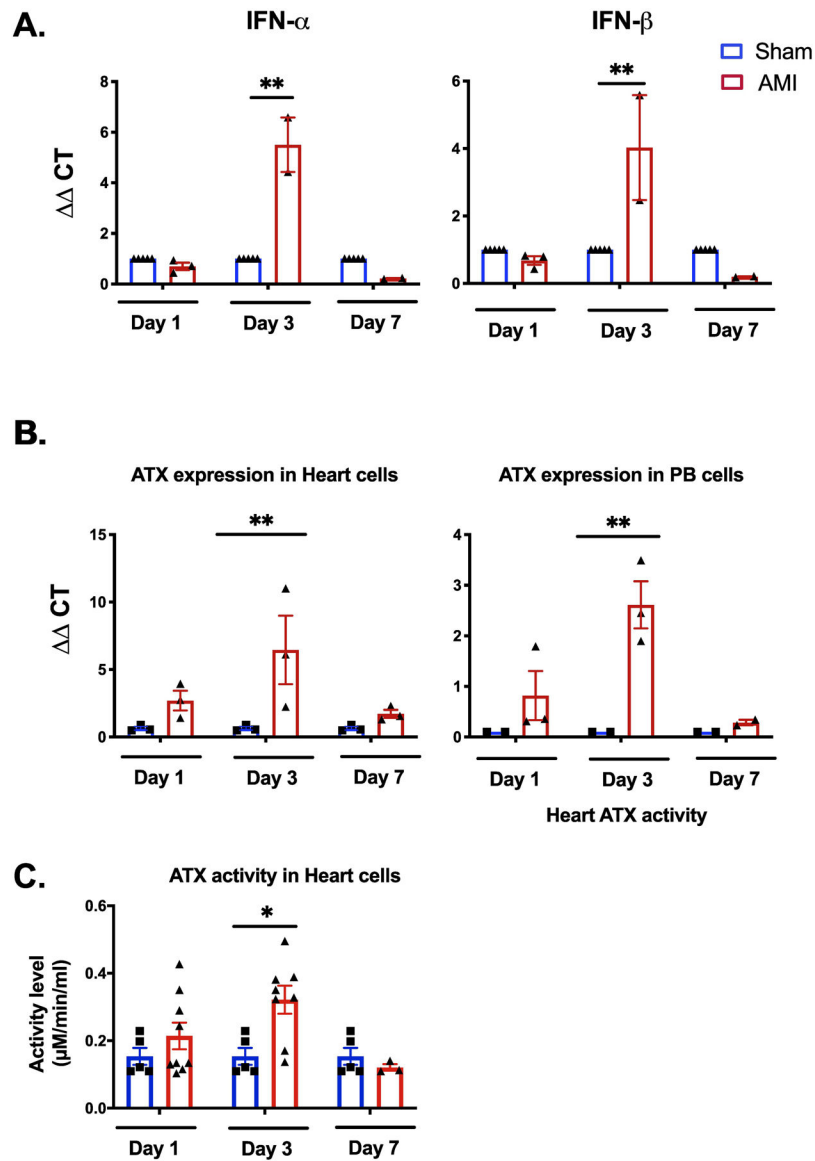 A.
IFN-α
IFN-β
Sham
AMI
ΔΔ CT
8
6
4
2
0
**
Day 1
Day 3
Day 7
6
4
2
0
**
Day 1
Day 3
Day 7
B.
ATX expression in Heart cells
ATX expression in PB cells
ΔΔ CT
15
10
5
0
**
Day 1
Day 3
Day 7
4
3
2
1
0
**
Day 1
Day 3
Day 7
Heart ATX activity
C.
ATX activity in Heart cells
Activity level
(µM/min/ml)
0.6
0.4
0.2
0.0
*
Day 1
Day 3
Day 7